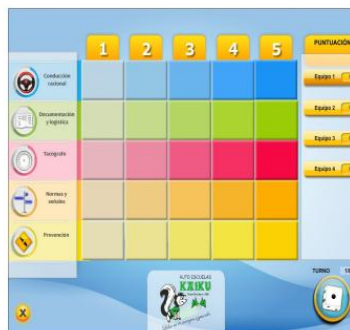 1 2 3 4 5
PUNTUACIÓN
Conducción
racional
Equipo 1
Documentación
y logística
Equipo 2
Tacógrafo
Equipo 3
Normas y
señales
Equipo 4
Prevención
TURNO
AUTO ESCUELAS
KAIKU
X